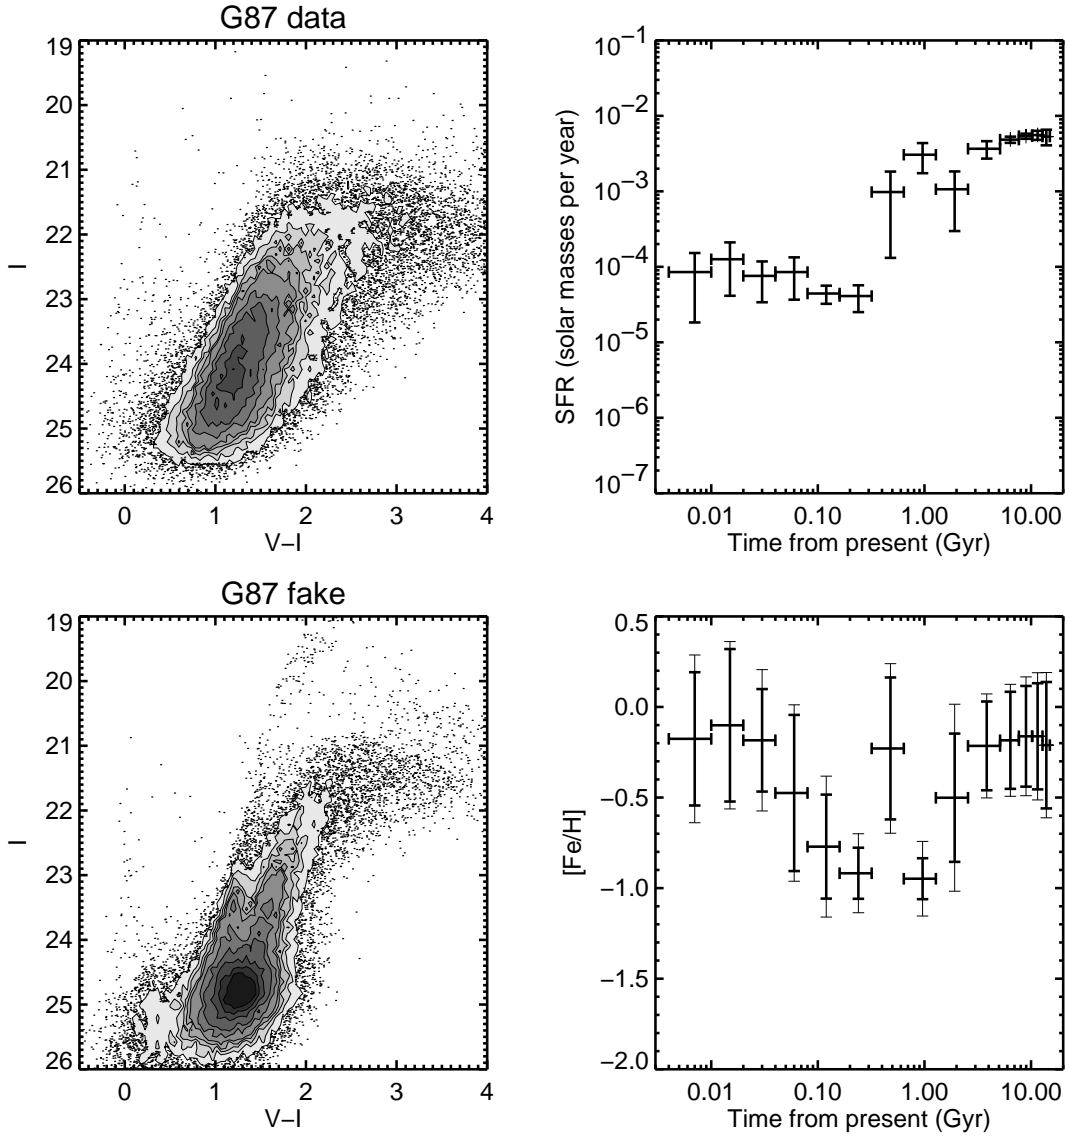 G87 data
19
20
21
22
23
24
25
26
I
0 1 2 3 4
V−I
10−1
10−2
10−3
10−4
10−5
10−6
10−7
SFR (solar masses per year)
0.01 0.10 1.00 10.00
Time from present (Gyr)
G87 fake
19
20
21
22
23
24
25
26
I
0 1 2 3 4
V−I
0.5
0.0
−0.5
−1.0
−1.5
−2.0
[Fe/H]
0.01 0.10 1.00 10.00
Time from present (Gyr)